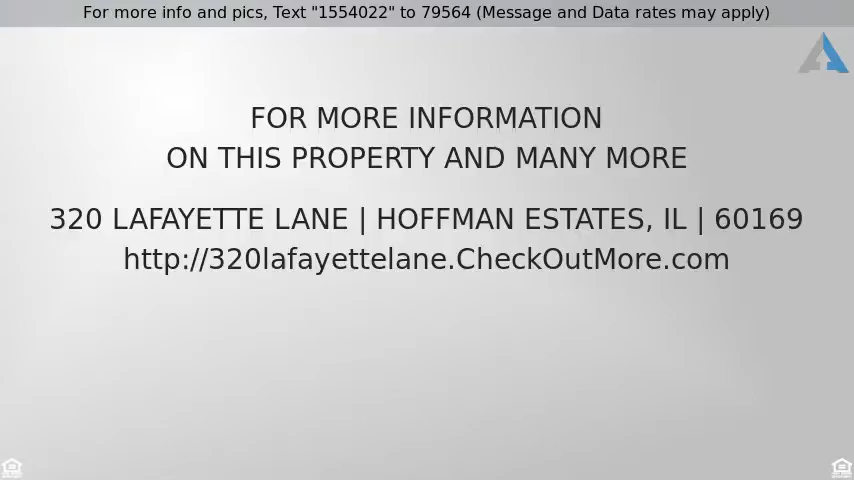 For more info and pics, Text "1554022" to 79564 (Message and Data rates may apply)
FOR MORE INFORMATION
ON THIS PROPERTY AND MANY MORE
320 LAFAYETTE LANE | HOFFMAN ESTATES, IL | 60169
http://320lafayettelane.CheckOutMore.com